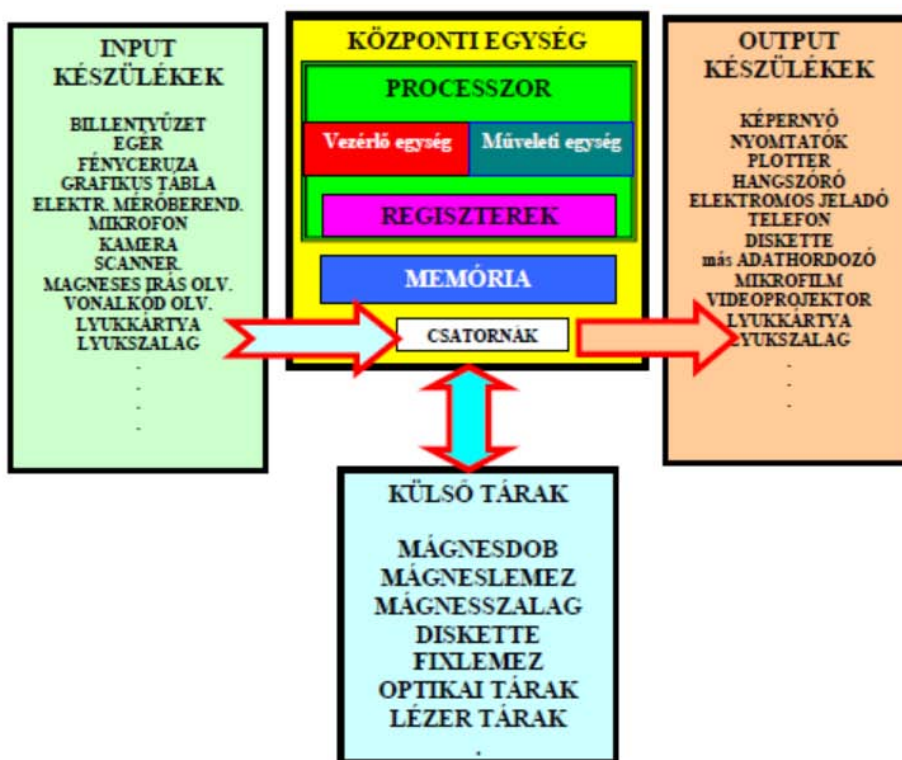 INPUT
KÉSZÜLÉKEK
BILLENTYŰZET
EGÉR
FÉNYCERUZA
GRAFIKUS TÁBLA
ELEKTR. MÉRŐBEREND.
MIKROFON
KAMERA
SCANNER.
MAGNESES IRÁS OLV.
VONALKÓD OLV.
LYUKKÁRTYA
LYUKSZALAG
.
.
.
.
KÖZPONTI EGYSÉG
PROCESSZOR
Vezérlő egység
Műveleti egység
REGISZTEREK
MEMÓRIA
CSATORNÁK
OUTPUT
KÉSZÜLÉKEK
KÉPERNYŐ
NYOMTATÓK
PLOTTER
HANGSZÓRÓ
ELEKTROMOS JELADÓ
TELEFON
DISKETTE
más ADATHORDOZÓ
MIKROFILM
VIDEOPROJEKTOR
LYUKKÁRTYA
LYUKSZALAG
.
.
.
KÜLSŐ TÁRAK
MÁGNESDOB
MÁGNESLEMEZ
MÁGNESSZALAG
DISKETTE
FIXLEMEZ
OPTIKAI TÁRAK
LÉZER TÁRAK
.